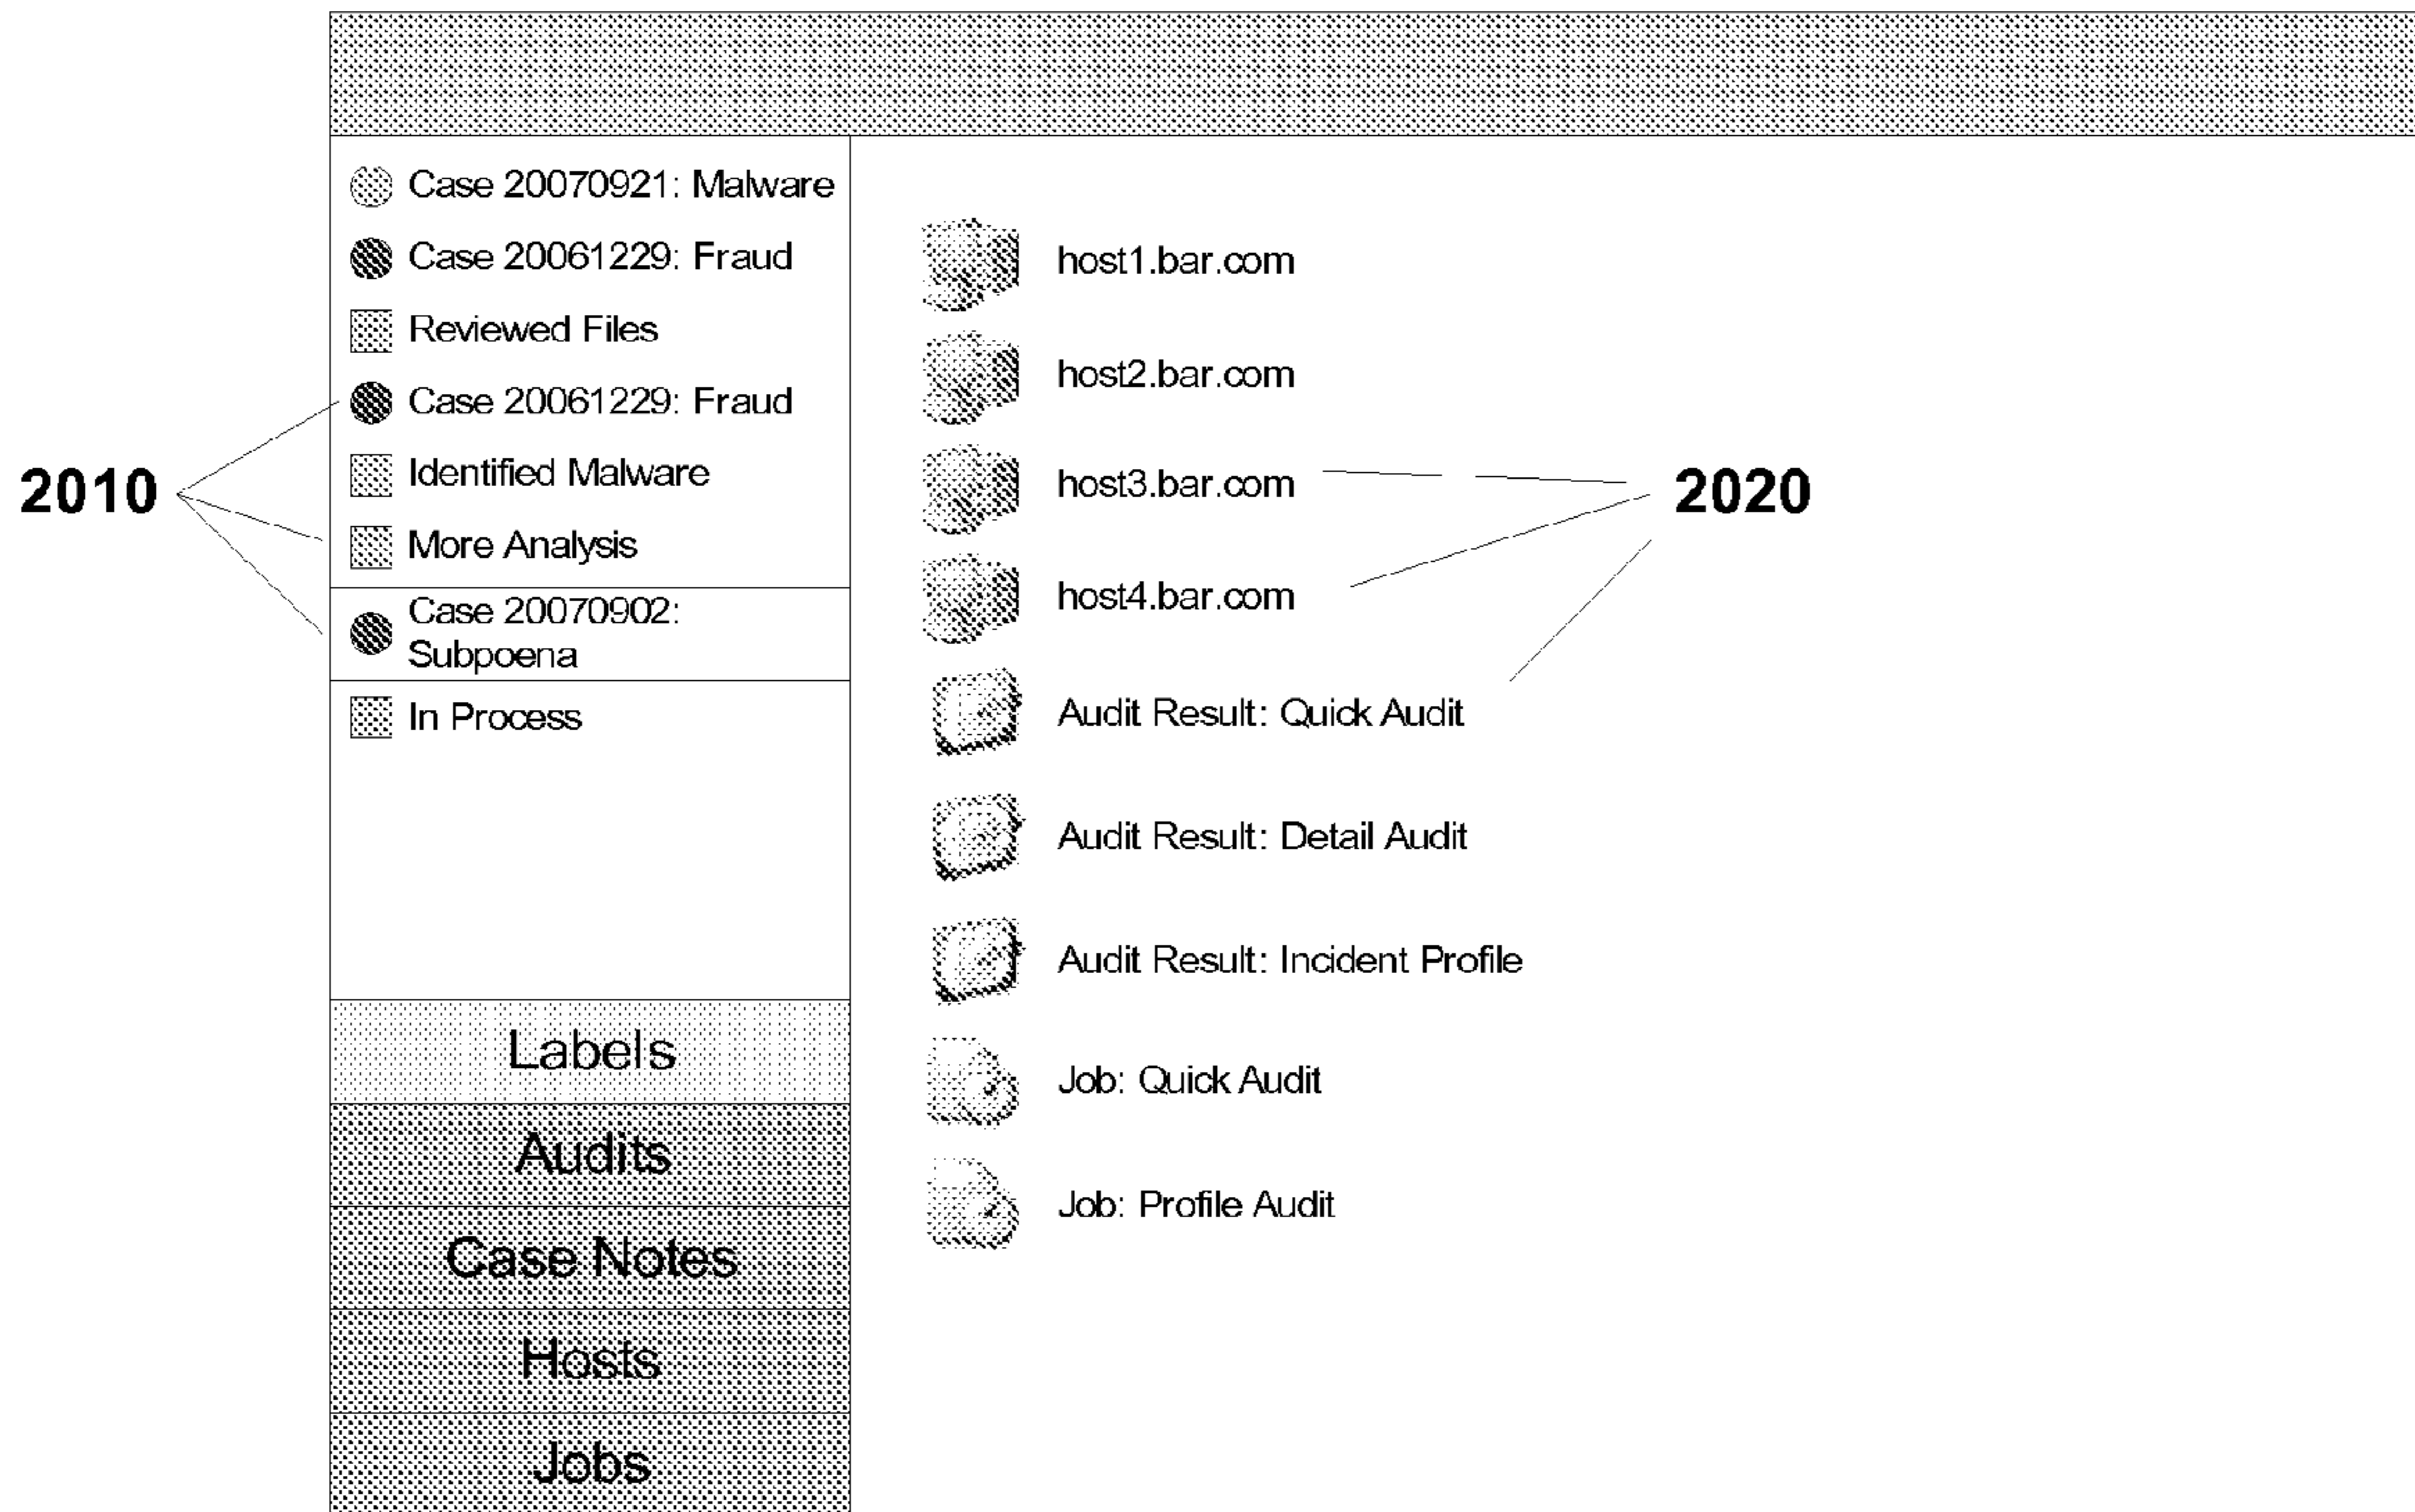 Case 20070921: Malware
Case 20061229: Fraud
Reviewed Files
Case 20061229: Fraud
Identified Malware
More Analysis
Case 20070902:
Subpoena
In Process
Labels
Audits
Case Notes
Hosts
Jobs
2010
host1.bar.com
host2.bar.com
host3.bar.com
host4.bar.com
Audit Result: Quick Audit
Audit Result: Detail Audit
Audit Result: Incident Profile
Job: Quick Audit
Job: Profile Audit
2020